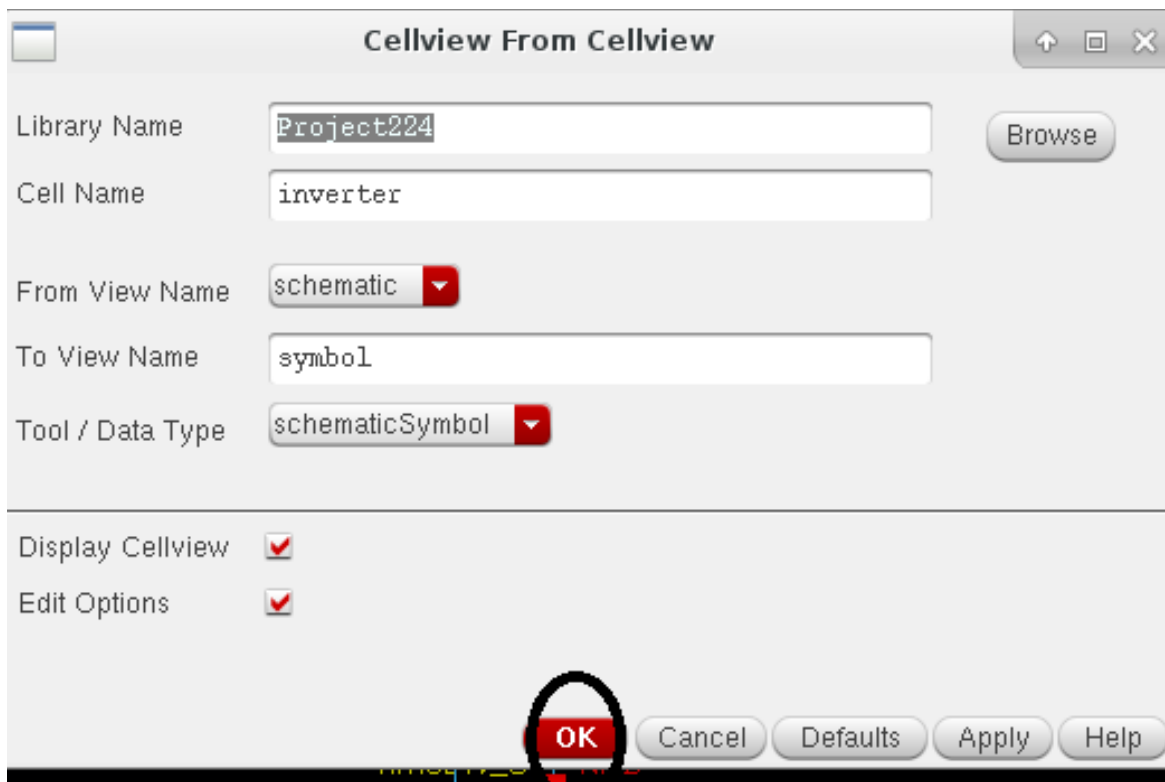 Cellview From Cellview
Library Name Project224 Browse
Cell Name inverter
From View Name schematic
To View Name symbol
Tool / Data Type schematicSymbol
Display Cellview
Edit Options
OK Cancel Defaults Apply Help